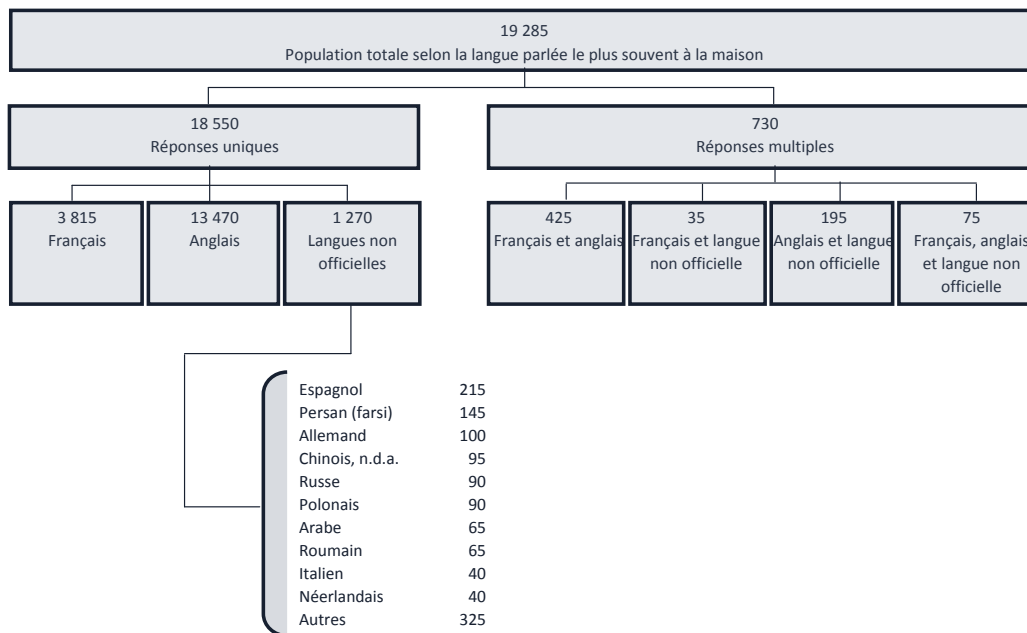 19 285
Population totale selon la langue parlée le plus souvent à la maison
18 550
Réponses uniques
730
Réponses multiples
3 815
Français
13 470
Anglais
1 270
Langues non
officielles
425
Français et anglais
35
Français et langue
non officielle
195
Anglais et langue
non officielle
75
Français, anglais
et langue non
officielle
Espagnol 215
Persan (farsi) 145
Allemand 100
Chinois, n.d.a. 95
Russe 90
Polonais 90
Arabe 65
Roumain 65
Italien 40
Néerlandais 40
Autres 325